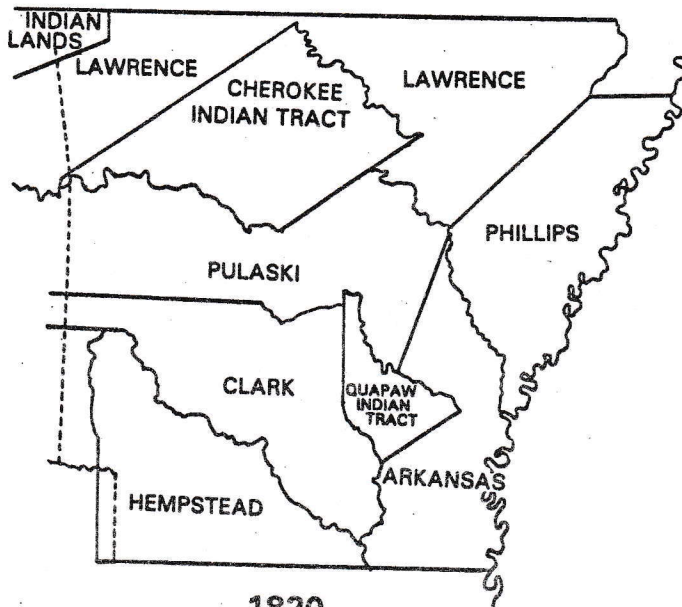 INDIAN
LANDS
LAWRENCE
CHEROKEE
INDIAN TRACT
LAWRENCE
PHILLIPS
PULASKI
CLARK
QUAPAW
INDIAN
TRACT
ARKANSAS
HEMPSTEAD
1820